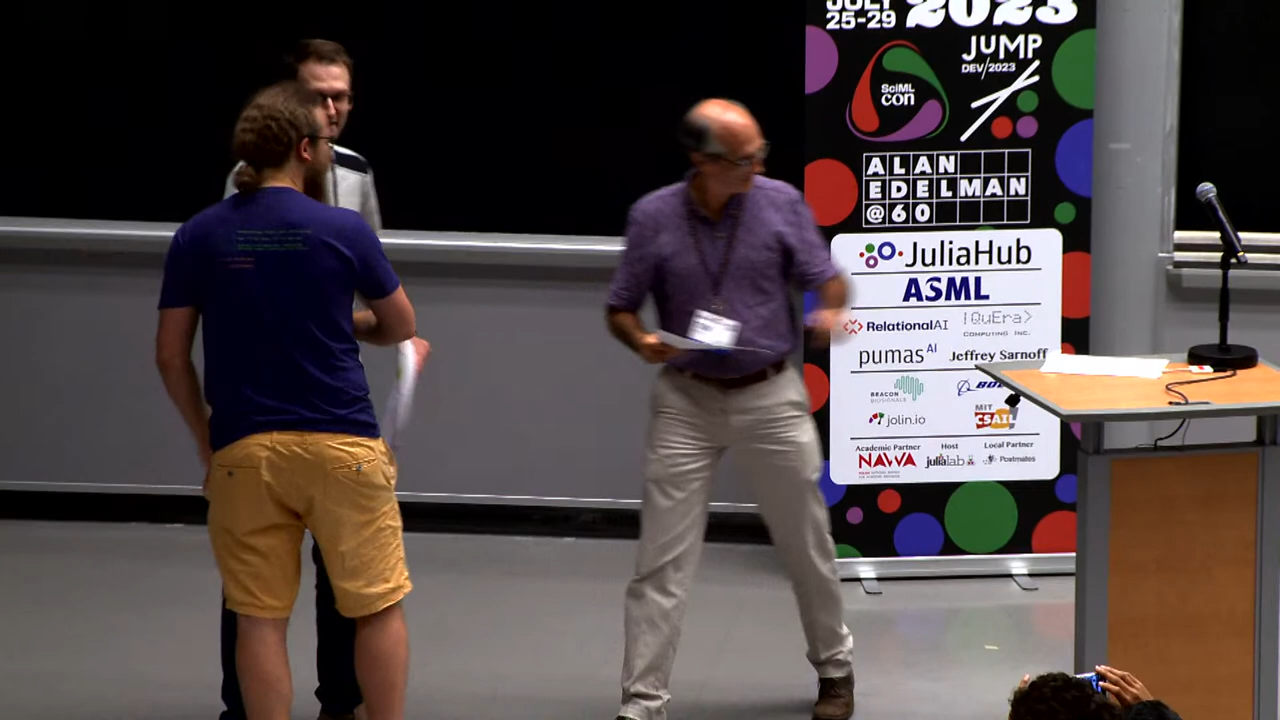 JULY
25-29 2023
SciML
con
JuMP
DEV/2023
ALAN
EDELMAN
@60
JuliaHub
ASML
RelationalAI
|QuEra>
COMPUTING INC.
pumas AI
Jeffrey Sarnoff
BEACON
BIOSIGNALS
jolin.io
MIT
CSAIL
Academic Partner
Host
Local Partner
NAWA
julialab
Postmates